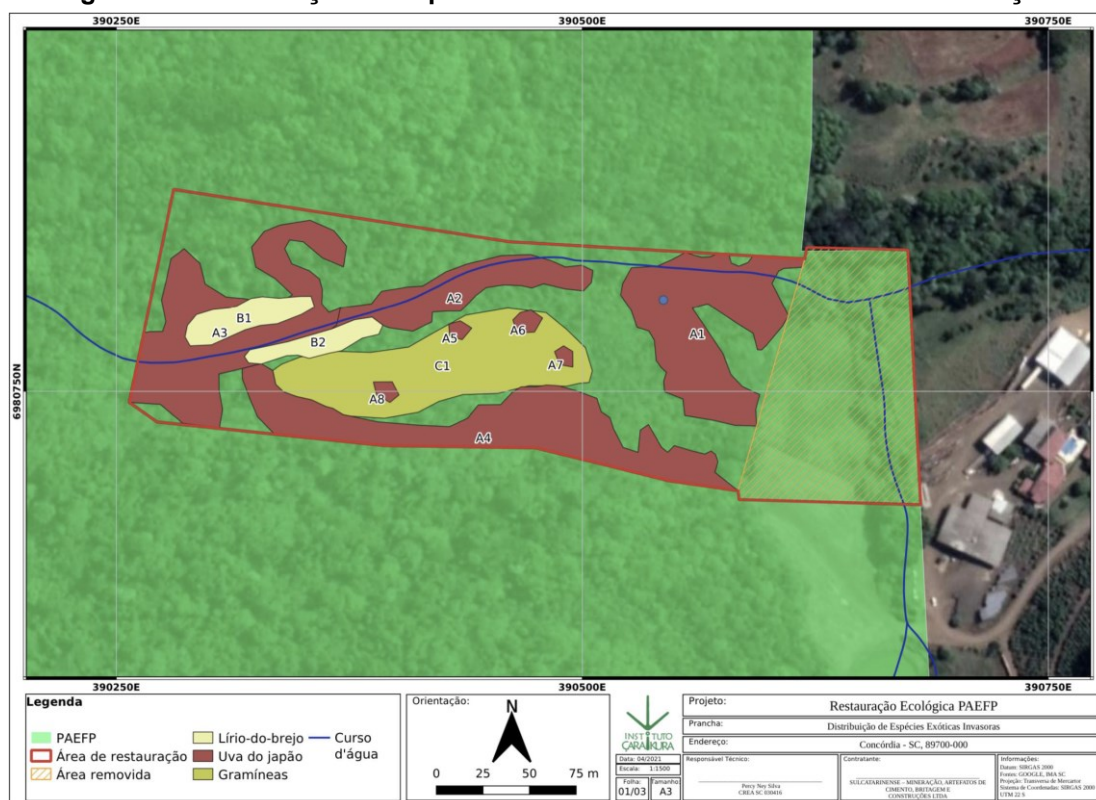 390250E 390500E 390750E
6980750N
B1
A3
B2
A2
A5
A6
C1
A7
A8
A4
A1
390250E 390500E 390750E
Legenda
PAEFP
Área de restauração
Área removida
Lírio-do-brejo
Uva do japão
Gramíneas
Curso
d'água
Orientação:
N
0 25 50 75 m
INSTITUTO
ÇARAKURA
Data: 04/2021
Escala: 1:1500
Folha: Tamanho:
01/03 A3
Projeto: Restauração Ecológica PAEFP
Prancha: Distribuição de Espécies Exóticas Invasoras
Endereço: Concórdia - SC, 89700-000
Responsável Técnico:
Percy Ney Silva
CREA SC 030416
Contratante:
SULCATARINENSE – MINERAÇÃO, ARTEFATOS DE
CIMENTO, BRITAGEM E
CONSTRUÇÕES LTDA
Informações:
Datum: SIRGAS 2000
Fontes: GOOGLE, IMA SC
Projeção: Transversa de Mercator
Sistema de Coordenadas: SIRGAS 2000
UTM 22 S